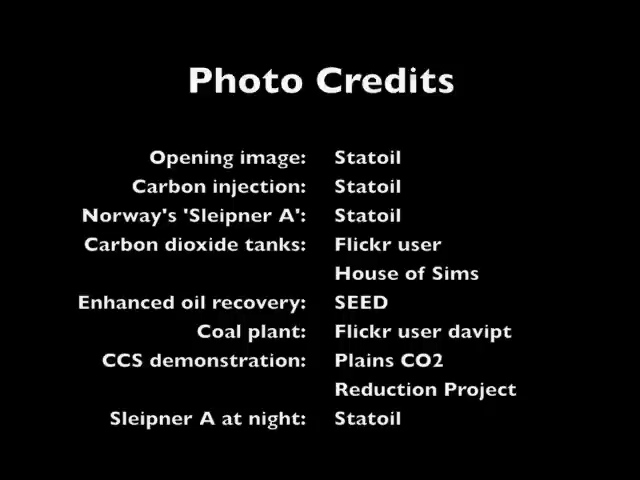 Photo Credits
Opening image: Statoil
Carbon injection: Statoil
Norway's 'Sleipner A': Statoil
Carbon dioxide tanks: Flickr user
House of Sims
Enhanced oil recovery: SEED
Coal plant: Flickr user davipt
CCS demonstration: Plains CO2
Reduction Project
Sleipner A at night: Statoil